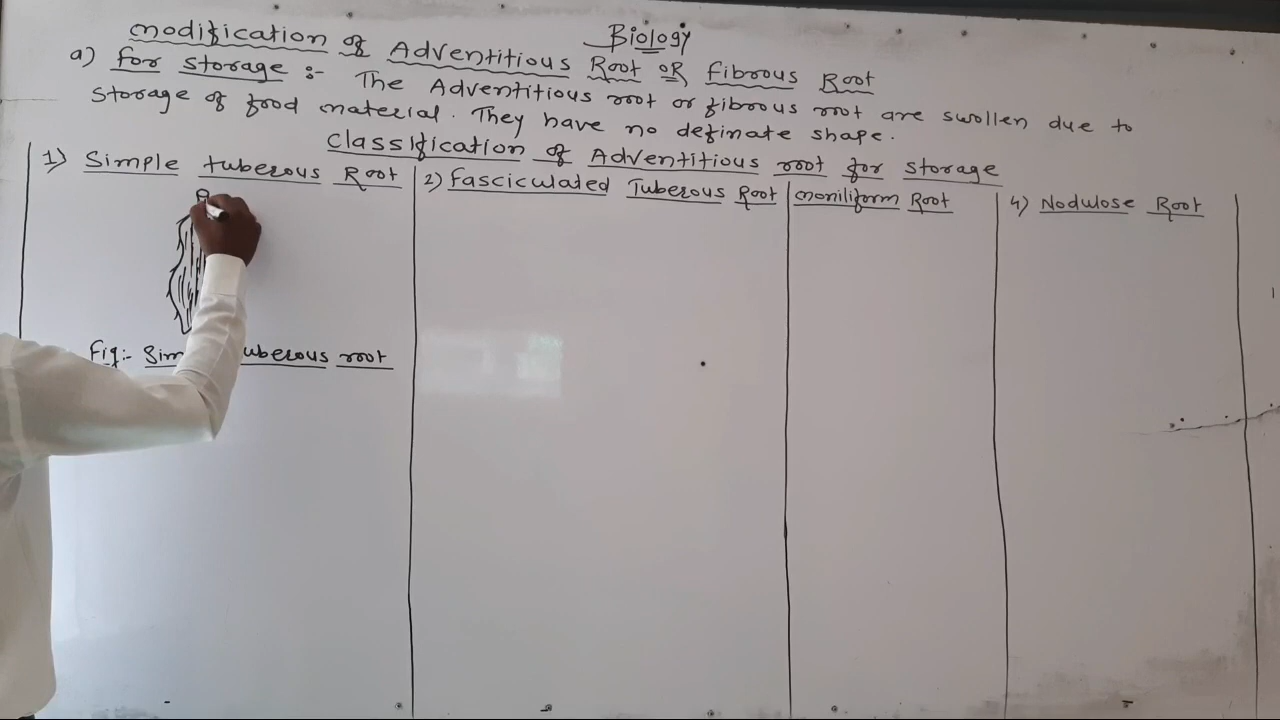 Biology
modification of Adventitious Root OR fibrous Root
a) for storage :- The Adventitious root or fibrous root are swollen due to
storage of food material. They have no definate shape.
Classification of Adventitious root for storage
1) Simple tuberous Root
2) fasciculated Tuberous Root
moniliform Root
4) Nodulose Root
Fig:- Sim uberous root